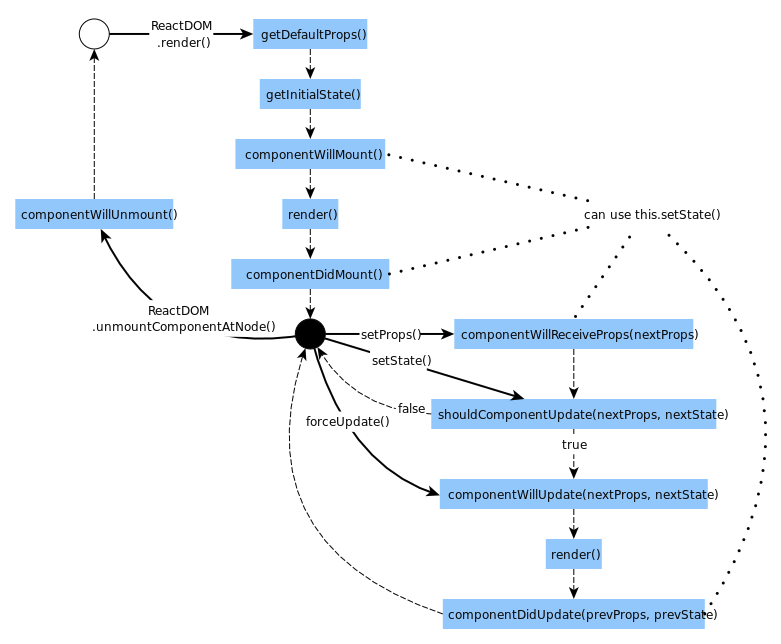 ReactDOM
.render()
getDefaultProps()
getInitialState()
componentWillMount()
can use this.setState()
componentWillUnmount()
render()
componentDidMount()
ReactDOM
.unmountComponentAtNode()
setProps()
componentWillReceiveProps(nextProps)
setState()
false
shouldComponentUpdate(nextProps, nextState)
forceUpdate()
true
componentWillUpdate(nextProps, nextState)
render()
componentDidUpdate(prevProps, prevState)